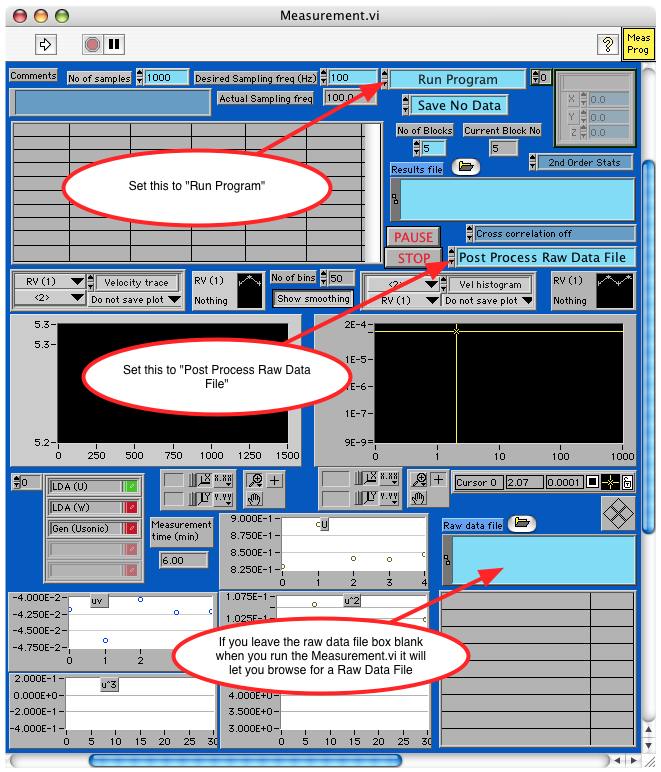 Measurement.vi
?
Meas
Prog
Comments
No of samples
1000
Desired Sampling freq (Hz)
100
Run Program
0
Actual Sampling freq
100.0
Save No Data
X
0.0
Y
0.0
Z
0.0
No of Blocks
Current Block No
5
5
2nd Order Stats
Results file
Set this to "Run Program"
Cross correlation off
PAUSE
STOP
Post Process Raw Data File
RV (1)
Velocity trace
<2>
Do not save plot
RV (1)
Nothing
No of bins
50
Show smoothing
<2>
Vel histogram
RV (1)
Do not save plot
RV (1)
Nothing
5.3-
5.3-
5.2-
0
250
500
750
1000
1250
1500
2E-4
1E-5
E-6
1E-7
9E-9
0
1
10
100
1000
Set this to "Post Process Raw Data
File"
0
LDA (U)
LDA (W)
Gen (Usonic)
X.XX
Y.YY
X.XX
Y.YY
Cursor 0
2.07
0.0001
Measurement
time (min)
6.00
9.000E-1
8.750E-1
8.500E-1
8.250E-1
U
0
1
2
3
4
Raw data file
-4.000E-2
-4.250E-2
-4.500E-2
-4.750E-2
uv
0
1
2
1.075E-1
1.025E-1
u^2
If you leave the raw data file box blank
when you run the Measurement.vi it will
let you browse for a Raw Data File
2.000E-1
0.000E+0
-2.000E-1
-4.000E-1
u^3
0
5
10
15
20
25
30
4.000E-0
3.500E-0
3.000E-0
0
5
10
15
20
25
30